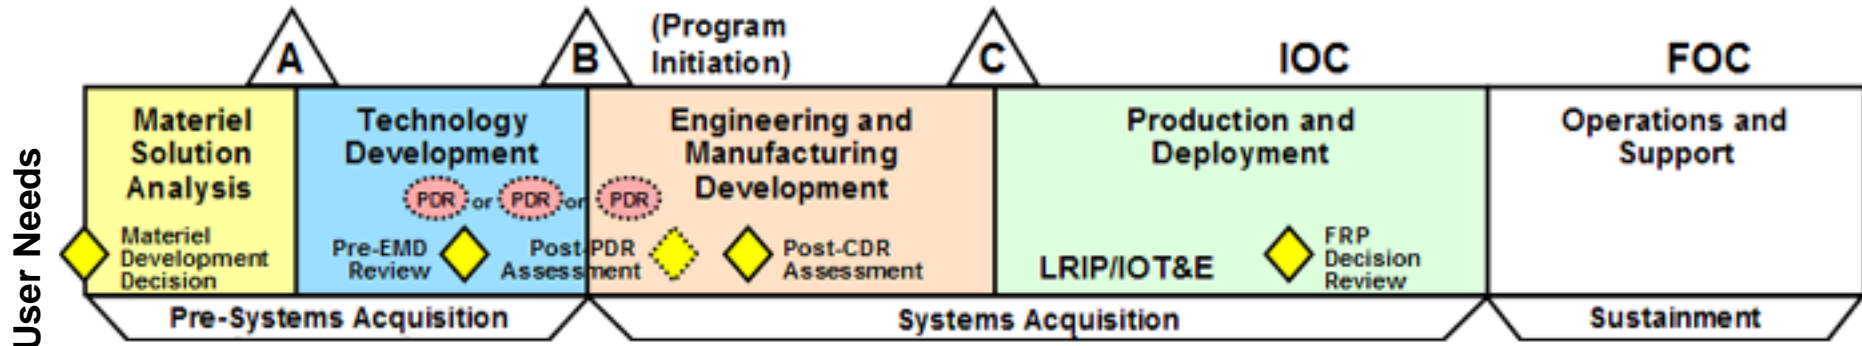 A
B
(Program
Initiation)
C
IOC
FOC
User Needs
Materiel
Solution
Analysis
Materiel
Development
Decision
Technology
Development
PDR or PDR or PDR
Pre-EMD
Review
Post-PDR
Assessment
Engineering and
Manufacturing
Development
Post-CDR
Assessment
Production and
Deployment
LRIP/IOT&E
FRP
Decision
Review
Operations and
Support
Pre-Systems Acquisition
Systems Acquisition
Sustainment